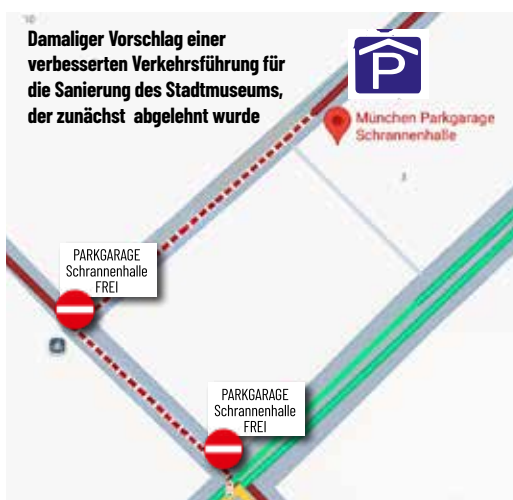 10
Damaliger Vorschlag einer
verbesserten Verkehrsführung für
die Sanierung des Stadtmuseums,
der zunächst abgelehnt wurde
P
München Parkgarage
Schrannenhalle
PARKGARAGE
Schrannenhalle
FREI
PARKGARAGE
Schrannenhalle
FREI